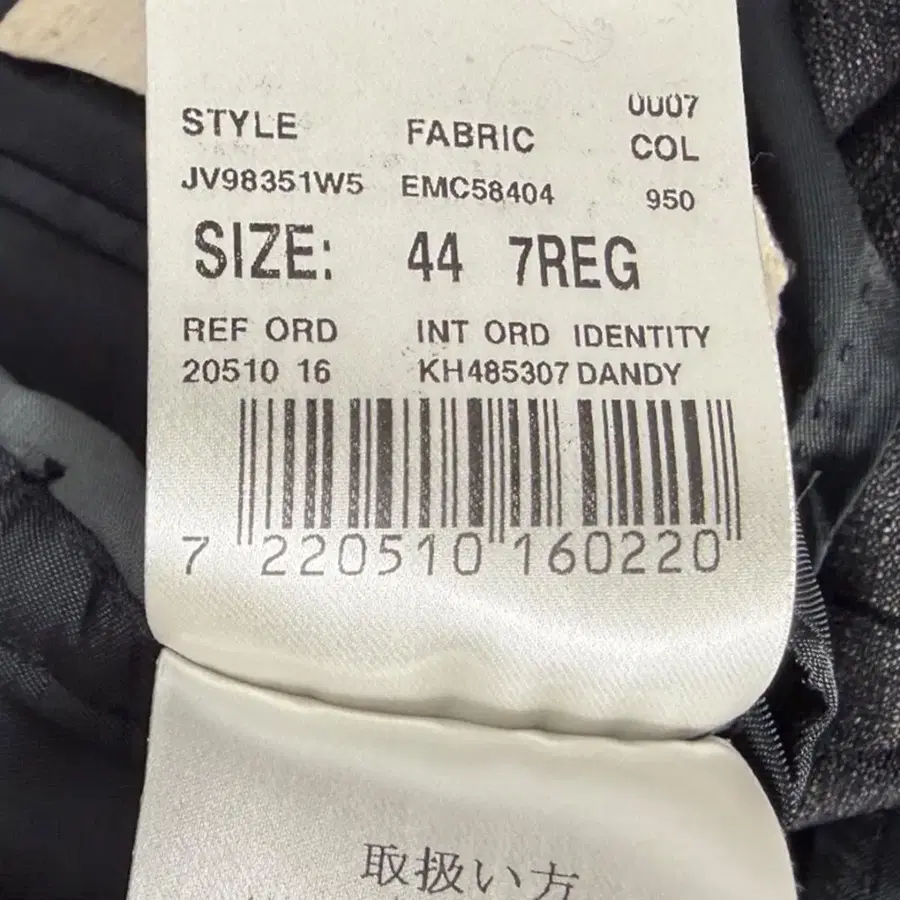 0007
STYLE FABRIC COL
JV98351W5 EMC58404 950
SIZE: 44 7REG
REF ORD INT ORD IDENTITY
20510 16 KH485307 DANDY
7 220510 160220
取扱い方